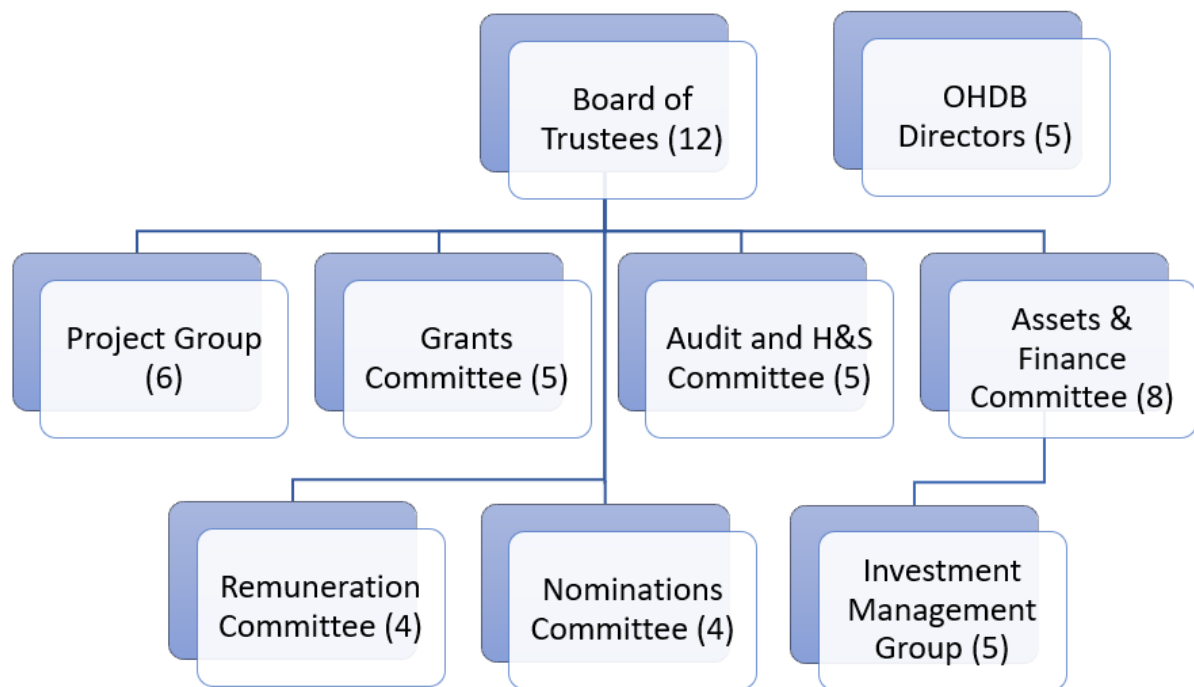 Board of
Trustees (12)
OHDB
Directors (5)
Project Group
(6)
Grants
Committee (5)
Audit and H&S
Committee (5)
Assets &
Finance
Committee (8)
Remuneration
Committee (4)
Nominations
Committee (4)
Investment
Management
Group (5)